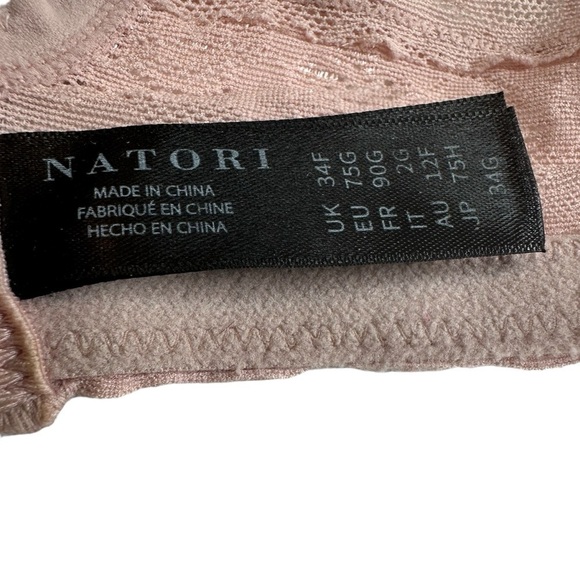 NATORI
MADE IN CHINA
FABRIQUÉ EN CHINE
HECHO EN CHINA
UK 34F
EU 75G
FR 90G
IT 2G
AU 12F
JP 75H
34G